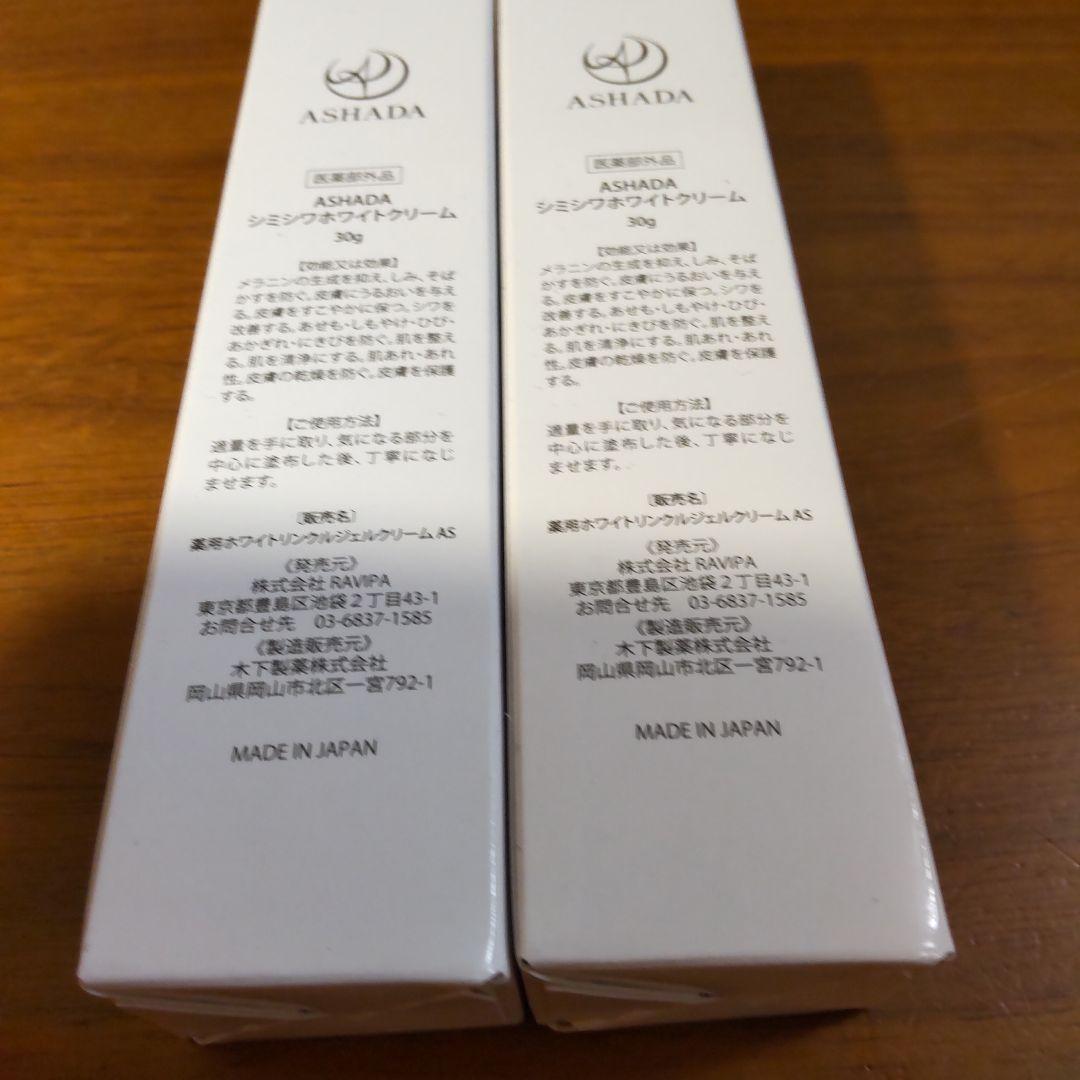 ASHADA
医薬部外品
ASHADA
シミシワホワイトクリーム
30g
【効能又は効果】
メラニンの生成を抑え、しみ、そば
かすを防ぐ。皮膚にうるおいを与え
る。皮膚をすこやかに保つ。シワを
改善する。あせも・しもやけ・ひび・
あかぎれ・にきびを防ぐ。肌を整え
る。肌を清浄にする。肌あれ・あれ
性。皮膚の乾燥を防ぐ。皮膚を保護
する。
【ご使用方法】
適量を手に取り、気になる部分を
中心に塗布した後、丁寧になじ
ませます。
〔販売名〕
薬用ホワイトリンクルジェルクリーム AS
《発売元》
株式会社 RAVIPA
東京都豊島区池袋2丁目43-1
お問合せ先 03-6837-1585
《製造販売元》
木下製薬株式会社
岡山県岡山市北区一宮792-1
MADE IN JAPAN
ASHADA
医薬部外品
ASHADA
シミシワホワイトクリーム
30g
【効能又は効果】
メラニンの生成を抑え、しみ、そば
かすを防ぐ。皮膚にうるおいを与え
る。皮膚をすこやかに保つ。シワを
改善する。あせも・しもやけ・ひび・
あかぎれ・にきびを防ぐ。肌を整え
る。肌を清浄にする。肌あれ・あれ
性。皮膚の乾燥を防ぐ。皮膚を保護
する。
【ご使用方法】
適量を手に取り、気になる部分を
中心に塗布した後、丁寧になじ
ませます。
〔販売名〕
薬用ホワイトリンクルジェルクリーム AS
《発売元》
株式会社 RAVIPA
東京都豊島区池袋2丁目43-1
お問合せ先 03-6837-1585
《製造販売元》
木下製薬株式会社
岡山県岡山市北区一宮792-1
MADE IN JAPAN